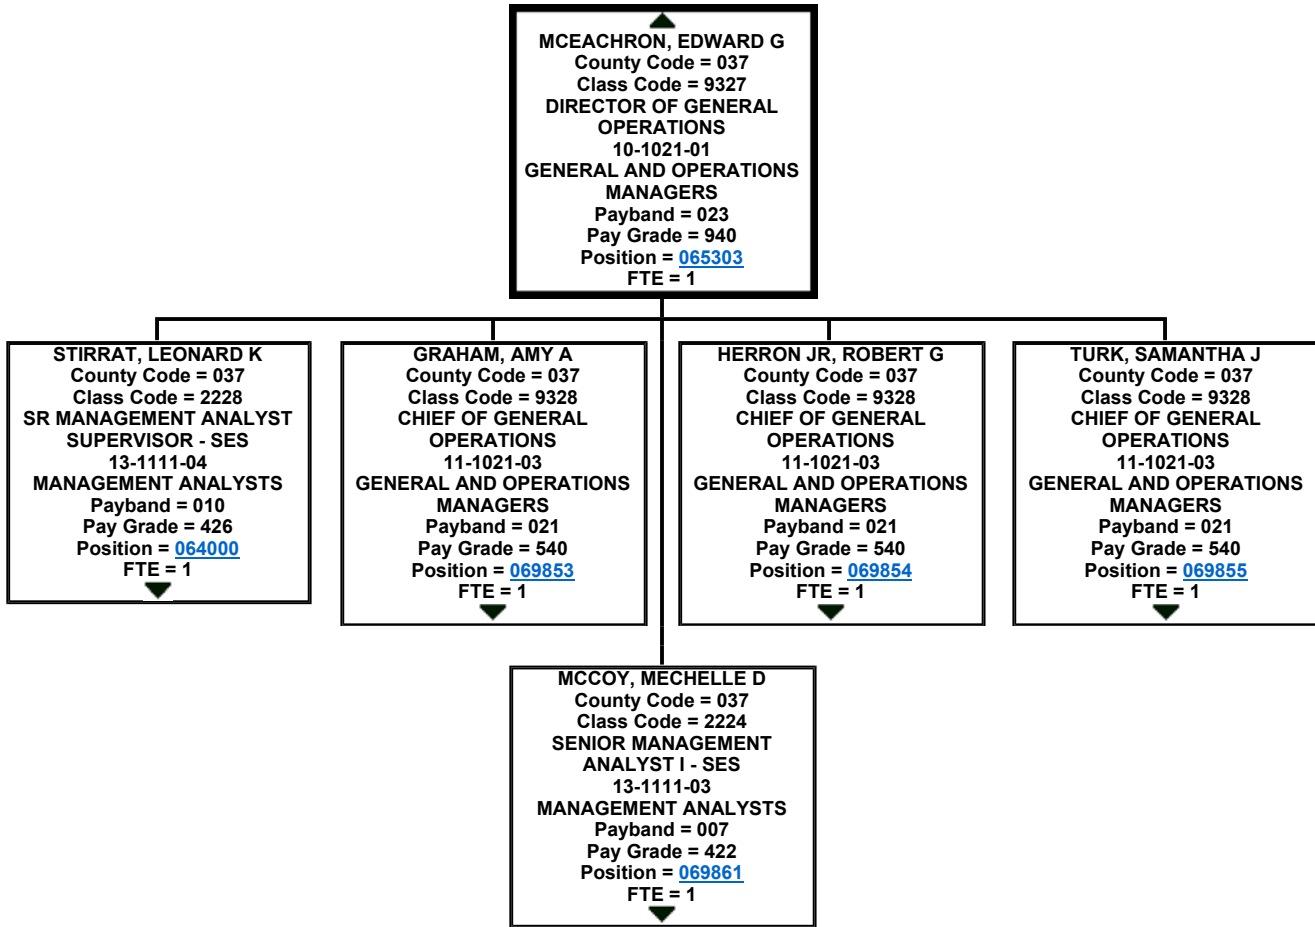 MCEACHRON, EDWARD G
County Code = 037
Class Code = 9327
DIRECTOR OF GENERAL
OPERATIONS
10-1021-01
GENERAL AND OPERATIONS
MANAGERS
Payband = 023
Pay Grade = 940
Position = 065303
FTE = 1
STIRRAT, LEONARD K
County Code = 037
Class Code = 2228
SR MANAGEMENT ANALYST
SUPERVISOR - SES
13-1111-04
MANAGEMENT ANALYSTS
Payband = 010
Pay Grade = 426
Position = 064000
FTE = 1
GRAHAM, AMY A
County Code = 037
Class Code = 9328
CHIEF OF GENERAL
OPERATIONS
11-1021-03
GENERAL AND OPERATIONS
MANAGERS
Payband = 021
Pay Grade = 540
Position = 069853
FTE = 1
HERRON JR, ROBERT G
County Code = 037
Class Code = 9328
CHIEF OF GENERAL
OPERATIONS
11-1021-03
GENERAL AND OPERATIONS
MANAGERS
Payband = 021
Pay Grade = 540
Position = 069854
FTE = 1
TURK, SAMANTHA J
County Code = 037
Class Code = 9328
CHIEF OF GENERAL
OPERATIONS
11-1021-03
GENERAL AND OPERATIONS
MANAGERS
Payband = 021
Pay Grade = 540
Position = 069855
FTE = 1
MCCOY, MECHELLE D
County Code = 037
Class Code = 2224
SENIOR MANAGEMENT
ANALYST I - SES
13-1111-03
MANAGEMENT ANALYSTS
Payband = 007
Pay Grade = 422
Position = 069861
FTE = 1